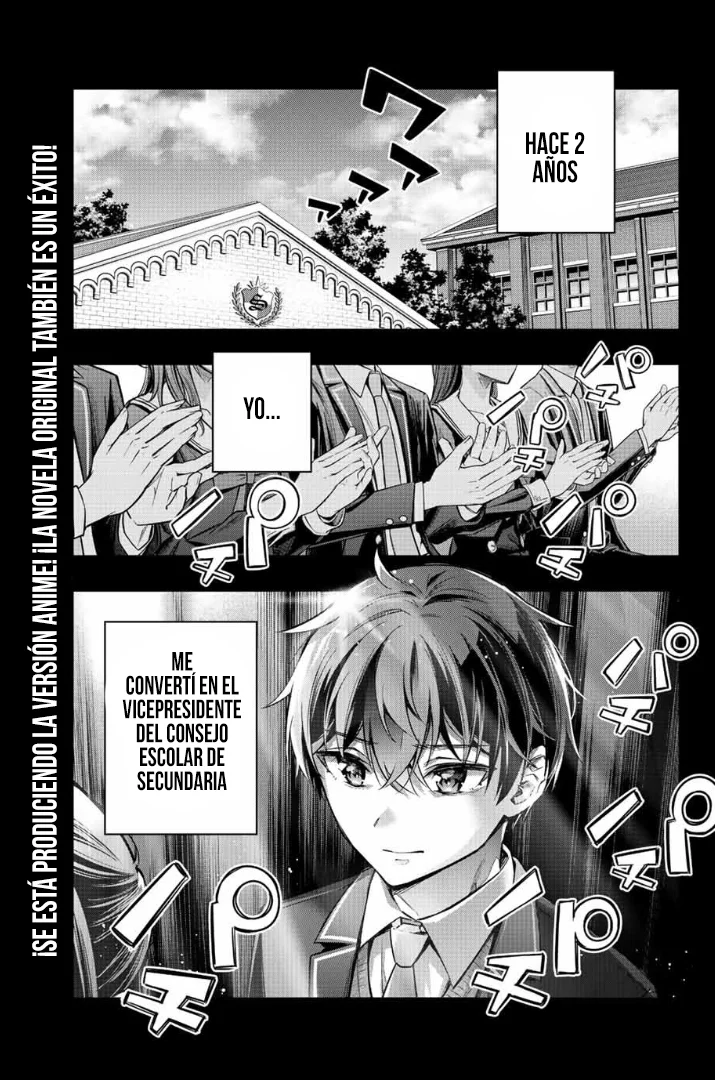 ¡SE ESTÁ PRODUCIENDO LA VERSIÓN ANIME! ¡LA NOVELA ORIGINAL TAMBIÉN ES UN ÉXITO!
HACE 2
AÑOS
ワァァァ
YO...
パチ
パチ
パチ
パチ
ME
CONVERTÍ EN EL
VICEPRESIDENTE
DEL CONSEJO
ESCOLAR DE
SECUNDARIA
パチ
パチ
パチ
パチ